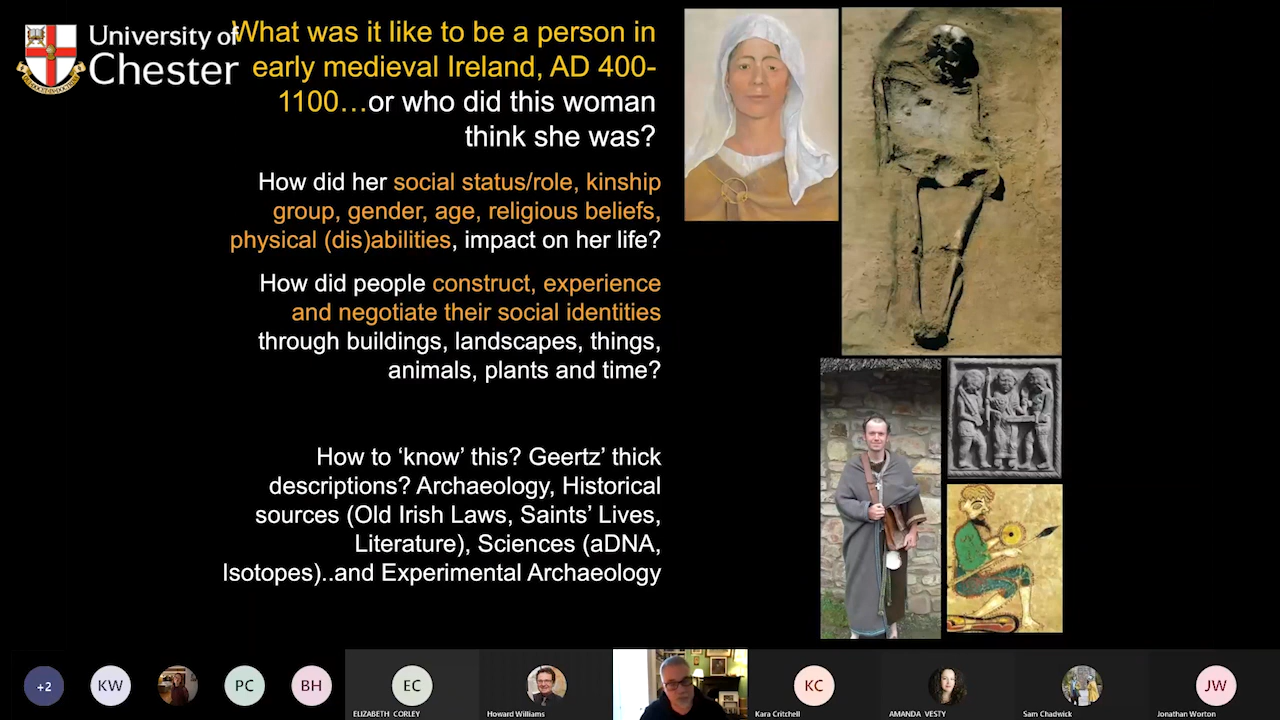 University of
Chester
What was it like to be a person in
early medieval Ireland, AD 400-
1100…or who did this woman
think she was?
How did her social status/role, kinship
group, gender, age, religious beliefs,
physical (dis)abilities, impact on her life?
How did people construct, experience
and negotiate their social identities
through buildings, landscapes, things,
animals, plants and time?
How to ‘know’ this? Geertz’ thick
descriptions? Archaeology, Historical
sources (Old Irish Laws, Saints’ Lives,
Literature), Sciences (aDNA,
Isotopes)..and Experimental Archaeology
+2
KW
PC
BH
EC
KC
JW
ELIZABETH CORLEY
Howard Williams
Kara Critchell
AMANDA VESTY
Sam Chadwick
Jonathan Worton